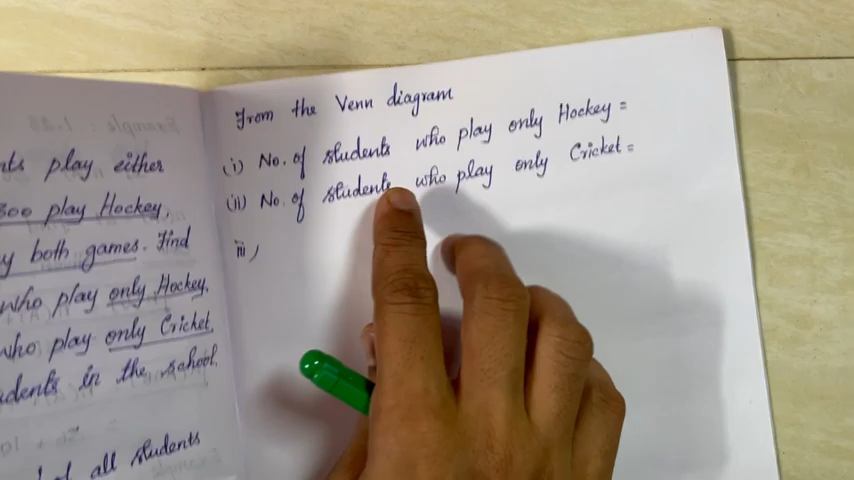 play either
300 play Hockey,
both games. Find
who play only Hockey,
who play only Cricket,
in the school.
of all students
From the Venn diagram
(i) No. of students who play only Hockey =
(ii) No. of students who play only Cricket =
iii)